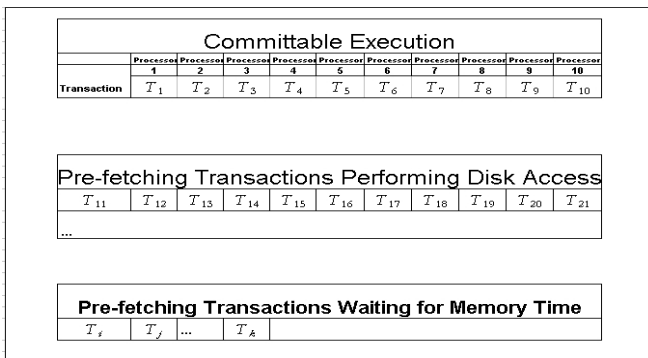 Committable Execution
Processor Processor Processor Processor Processor Processor Processor Processor Processor Processor
1 2 3 4 5 6 7 8 9 10
Transaction T1 T2 T3 T4 T5 T6 T7 T8 T9 T10
Pre-fetching Transactions Performing Disk Access
T11 T12 T13 T14 T15 T16 T17 T18 T19 T20 T21
...
Pre-fetching Transactions Waiting for Memory Time
Ti Tj ... Tk